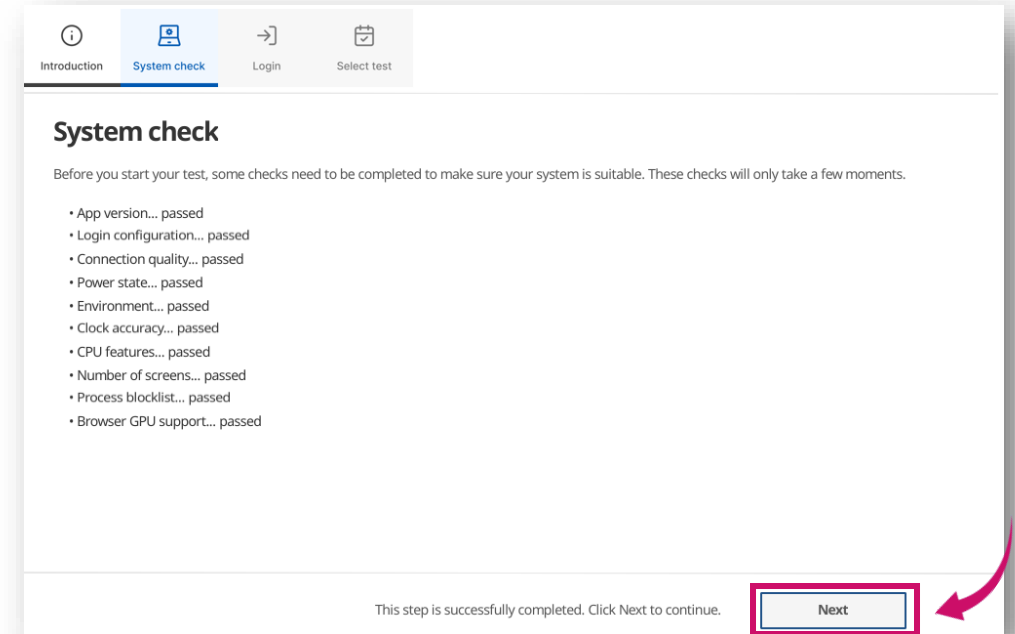 Introduction
System check
Login
Select test
System check
Before you start your test, some checks need to be completed to make sure your system is suitable. These checks will only take a few moments.
• App version... passed
• Login configuration... passed
• Connection quality... passed
• Power state... passed
• Environment... passed
• Clock accuracy... passed
• CPU features... passed
• Number of screens... passed
• Process blocklist... passed
• Browser GPU support... passed
This step is successfully completed. Click Next to continue.
Next